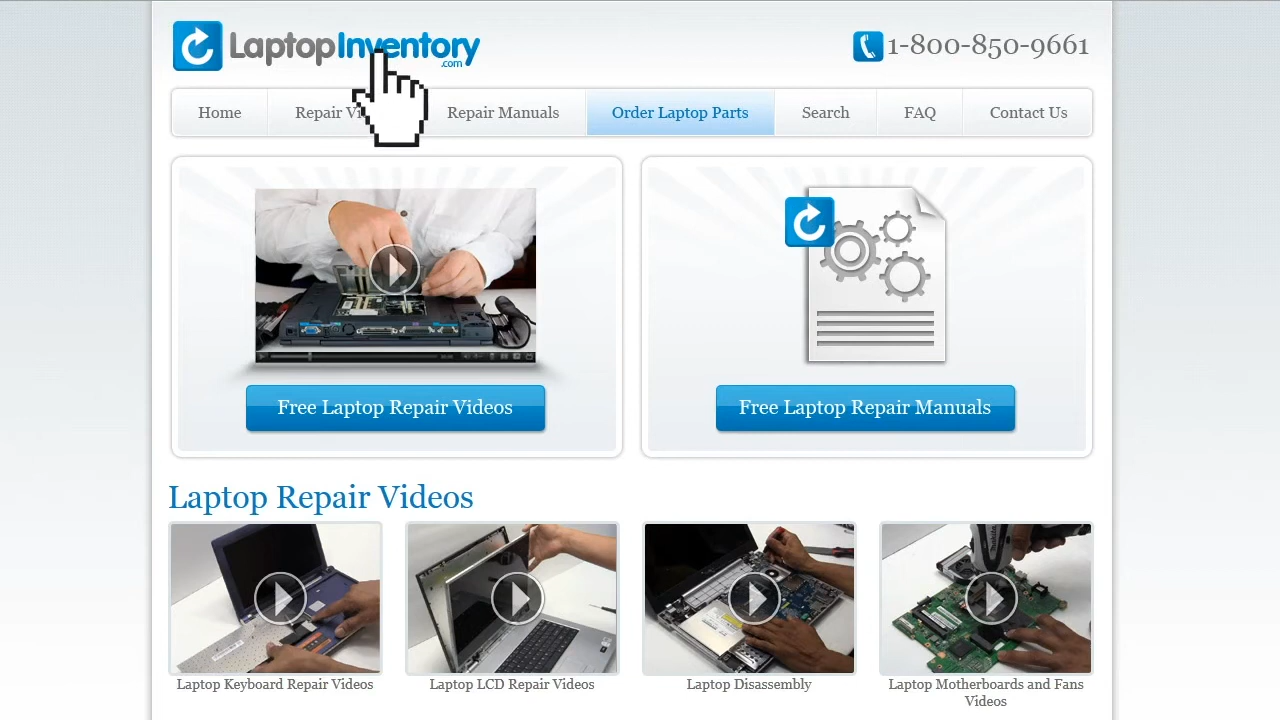 LaptopInventory
.com
1-800-850-9661
Home
Repair Vi
Repair Manuals
Order Laptop Parts
Search
FAQ
Contact Us
Free Laptop Repair Videos
Free Laptop Repair Manuals
Laptop Repair Videos
Laptop Keyboard Repair Videos
Laptop LCD Repair Videos
Laptop Disassembly
Laptop Motherboards and Fans
Videos